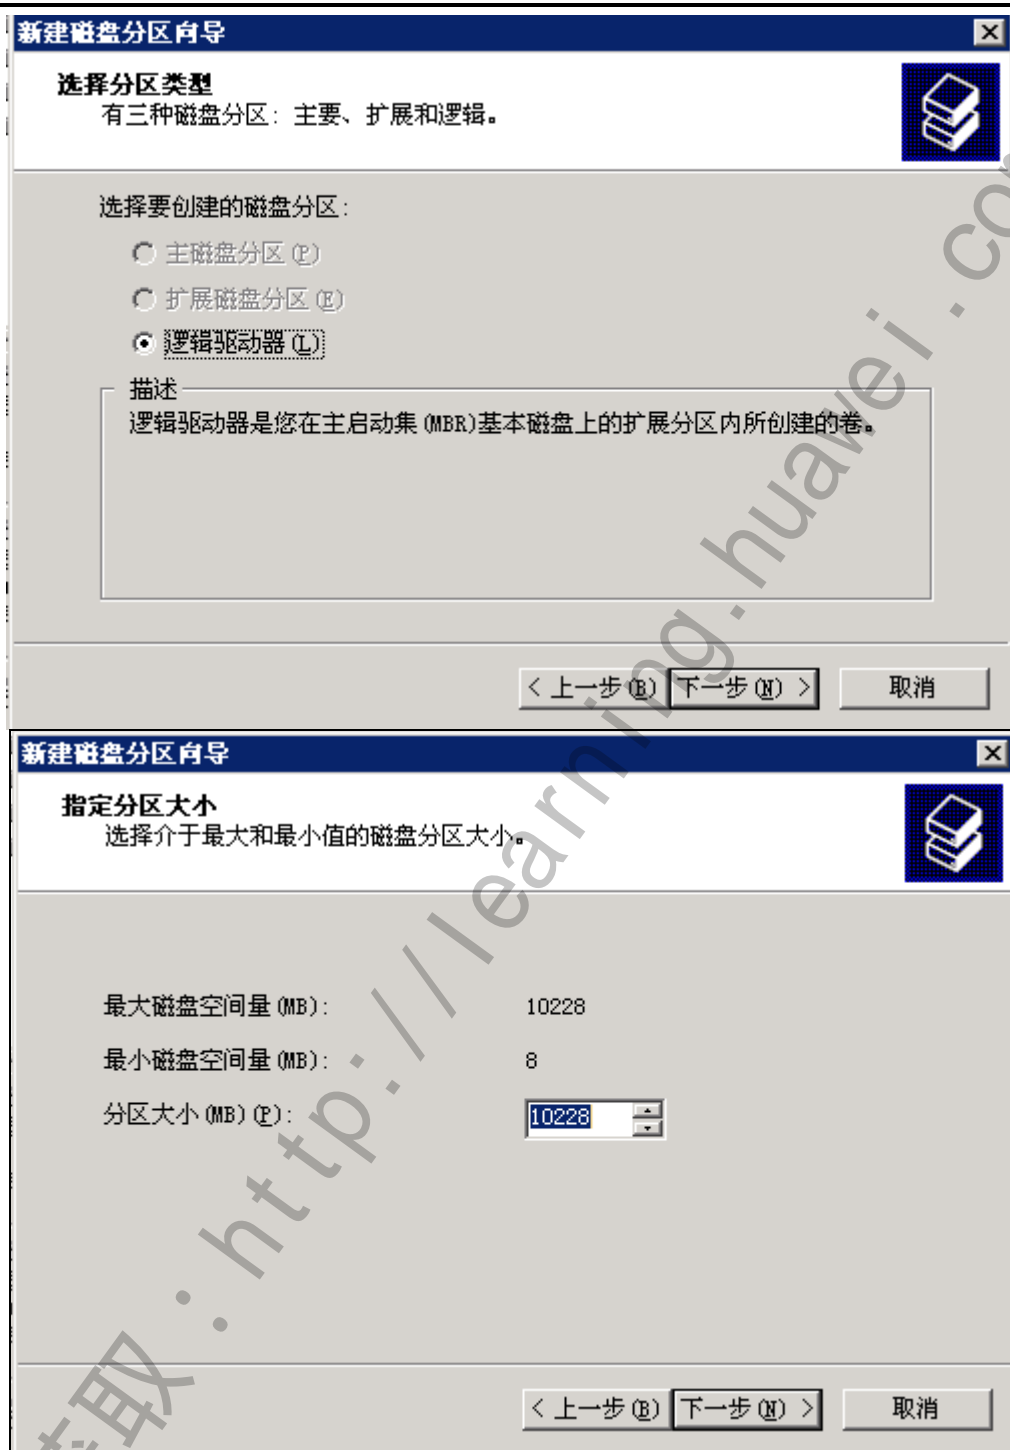 新建磁盘分区向导
选择分区类型
有三种磁盘分区: 主要、扩展和逻辑。
选择要创建的磁盘分区:
主磁盘分区(P)
扩展磁盘分区(E)
逻辑驱动器(L)
描述
逻辑驱动器是您在主启动集(MBR)基本磁盘上的扩展分区内所创建的卷。
< 上一步(B) 下一步(N) > 取消
新建磁盘分区向导
指定分区大小
选择介于最大和最小值的磁盘分区大小。
最大磁盘空间量(MB): 10228
最小磁盘空间量(MB): 8
分区大小(MB)(P): 10228
< 上一步(B) 下一步(N) > 取消
取:http://learning.huawei.co